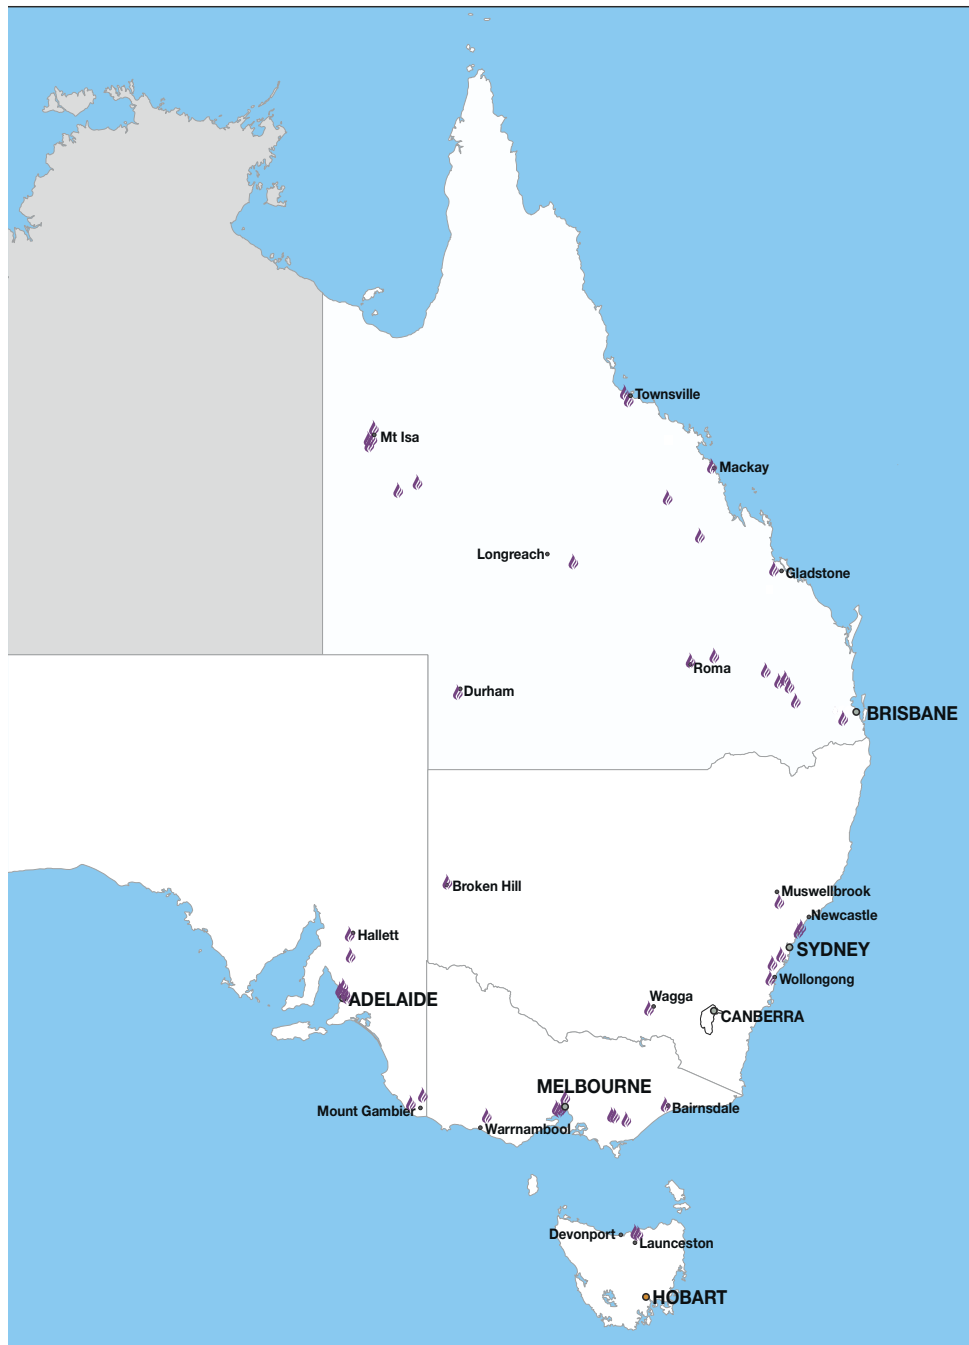 Townsville
Mt Isa
Mackay
Longreach
Gladstone
Roma
Durham
BRISBANE
Broken Hill
Muswellbrook
Newcastle
Hallett
SYDNEY
Wollongong
Wagga
ADELAIDE
CANBERRA
MELBOURNE
Mount Gambier
Bairnsdale
Warrnambool
Devonport
Launceston
HOBART